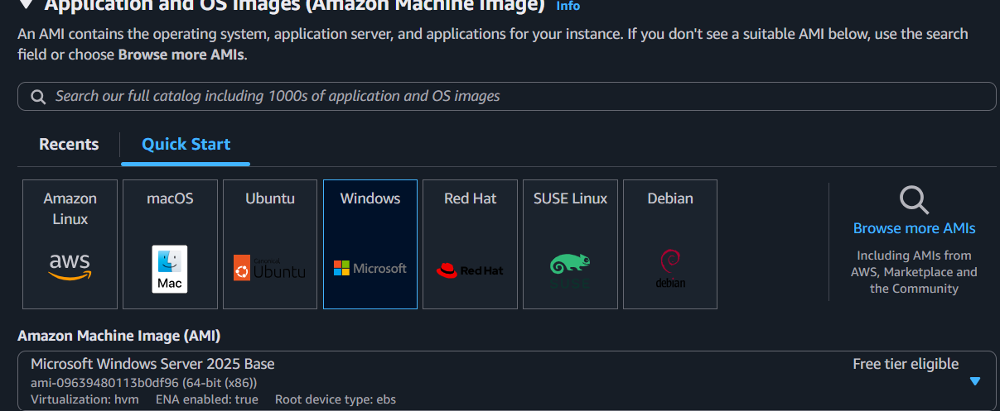 Application and OS Images (Amazon Machine Image) Info
An AMI contains the operating system, application server, and applications for your instance. If you don't see a suitable AMI below, use the search
field or choose Browse more AMIs.
Search our full catalog including 1000s of application and OS images
Recents
Quick Start
Amazon
Linux
aws
macOS
Mac
Ubuntu
Canonical
Ubuntu
Windows
Microsoft
Red Hat
Red Hat
SUSE Linux
SUSE
Debian
debian
Browse more AMIs
Including AMIs from
AWS, Marketplace and
the Community
Amazon Machine Image (AMI)
Microsoft Windows Server 2025 Base
Free tier eligible
ami-09639480113b0df96 (64-bit (x86))
Virtualization: hvm ENA enabled: true Root device type: ebs